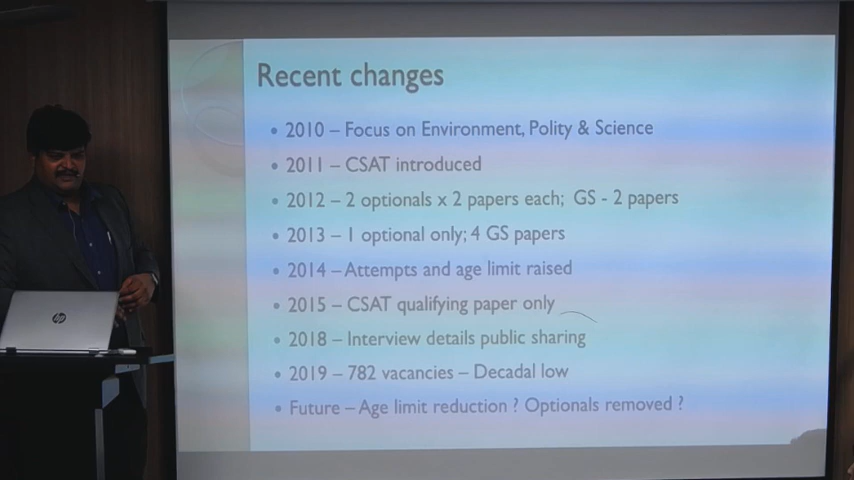 Recent changes
• 2010 – Focus on Environment, Polity & Science
• 2011 – CSAT introduced
• 2012 – 2 optionals x 2 papers each; GS - 2 papers
• 2013 – 1 optional only; 4 GS papers
• 2014 – Attempts and age limit raised
• 2015 – CSAT qualifying paper only
• 2018 – Interview details public sharing
• 2019 – 782 vacancies – Decadal low
• Future – Age limit reduction ? Optionals removed ?
hp